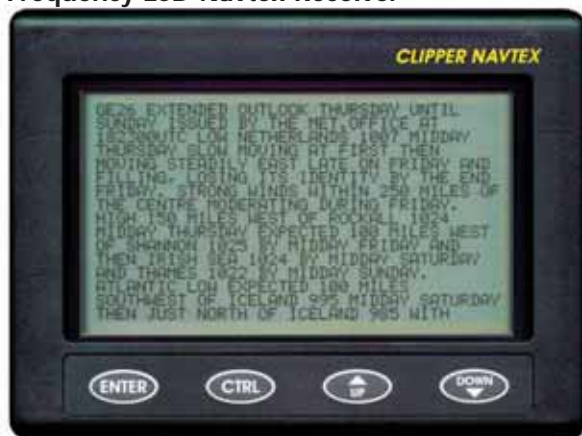 Frequency LCD Navtex Receiver
CLIPPER NAVTEX
GE26 EXTENDED OUTLOOK THURSDAY UNTIL
SUNDAY ISSUED BY THE MET OFFICE AT
UTC LOW NETHERLANDS 1007 MIDDAY
THURSDAY SLOW MOVING AT FIRST THEN
MOVING STEADILY EAST LATE ON FRIDAY AND
FILLING, LOSING ITS IDENTITY BY THE END
FRIDAY. STRONG WINDS WITHIN 250 MILES OF
THE CENTRE MODERATING DURING FRIDAY.
HIGH 150 MILES WEST OF ROCKALL 1024
MIDDAY THURSDAY EXPECTED 100 MILES WEST
OF SHANNON 1025 BY MIDDAY FRIDAY AND
THEN IRISH SEA 1024 BY MIDDAY SATURDAY
AND THAMES 1022 BY MIDDAY SUNDAY.
ATLANTIC LOW EXPECTED 100 MILES
SOUTHWEST OF ICELAND 995 MIDDAY SATURDAY
THEN JUST NORTH OF ICELAND 985 WITH
ENTER
CTRL
UP
DOWN